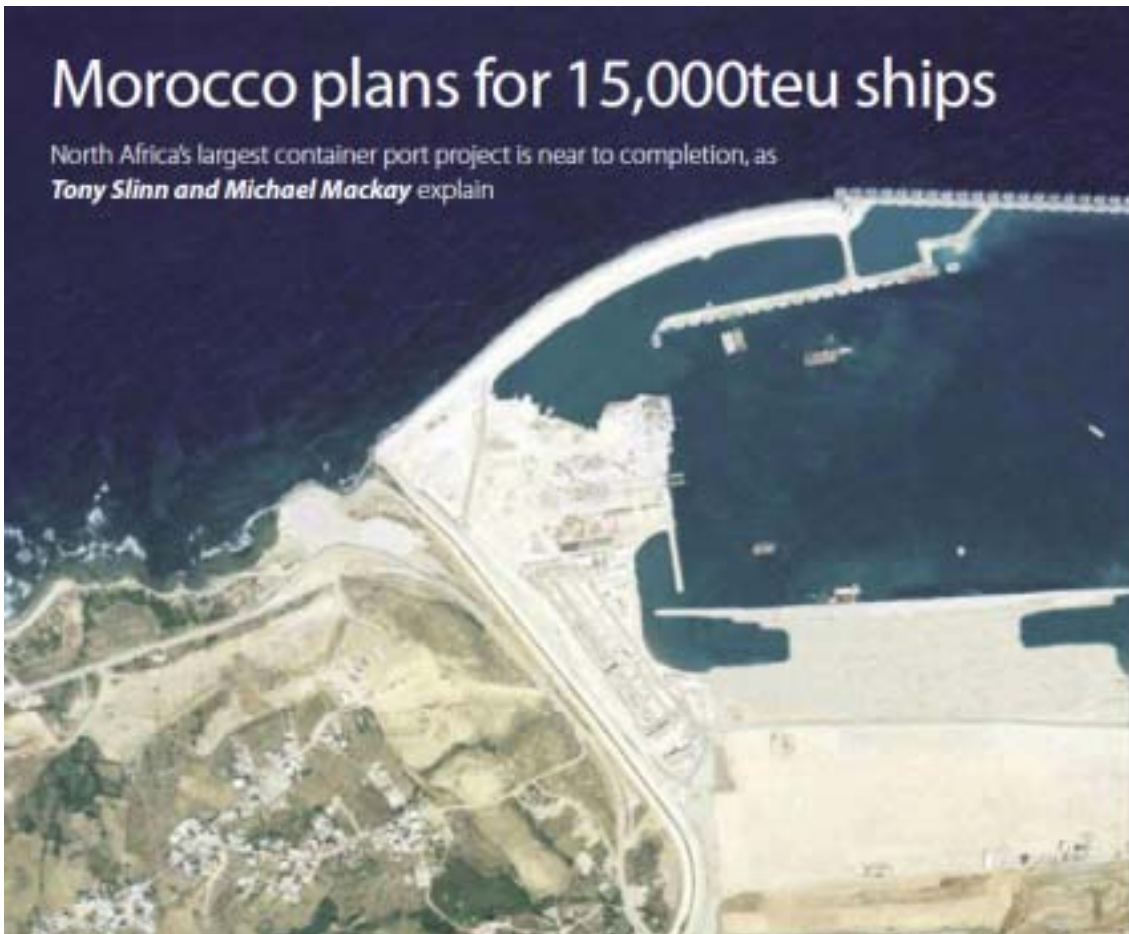 Morocco plans for 15,000teu ships
North Africa's largest container port project is near to completion, as
Tony Slinn and Michael Mackay explain